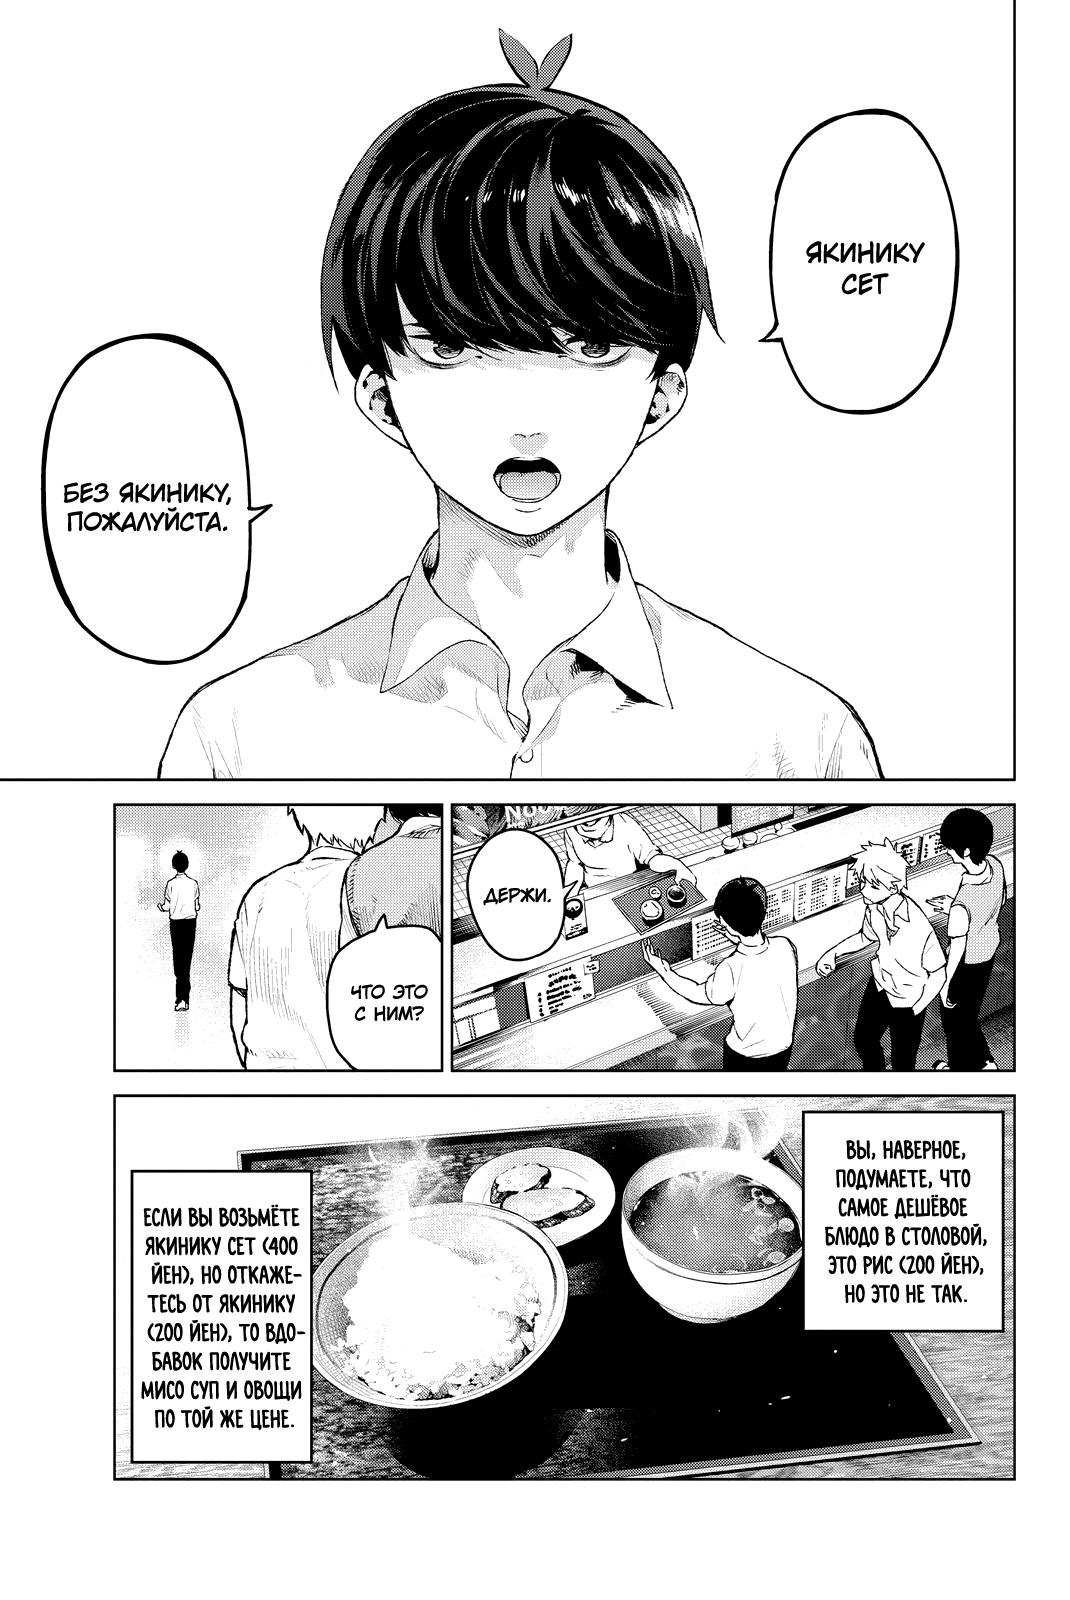 ЯКИНИКУ
СЕТ
БЕЗ ЯКИНИКУ,
ПОЖАЛУЙСТА.
ДЕРЖИ.
ЧТО ЭТО
С НИМ?
ВЫ, НАВЕРНОЕ,
ПОДУМАЕТЕ, ЧТО
САМОЕ ДЕШЁВОЕ
БЛЮДО В СТОЛОВОЙ,
ЭТО РИС (200 ЙЕН),
НО ЭТО НЕ ТАК.
ЕСЛИ ВЫ ВОЗЬМЁТЕ
ЯКИНИКУ СЕТ (400
ЙЕН), НО ОТКАЖЕ-
ТЕСЬ ОТ ЯКИНИКУ
(200 ЙЕН), ТО ВДО-
БАВОК ПОЛУЧИТЕ
МИСО СУП И ОВОЩИ
ПО ТОЙ ЖЕ ЦЕНЕ.